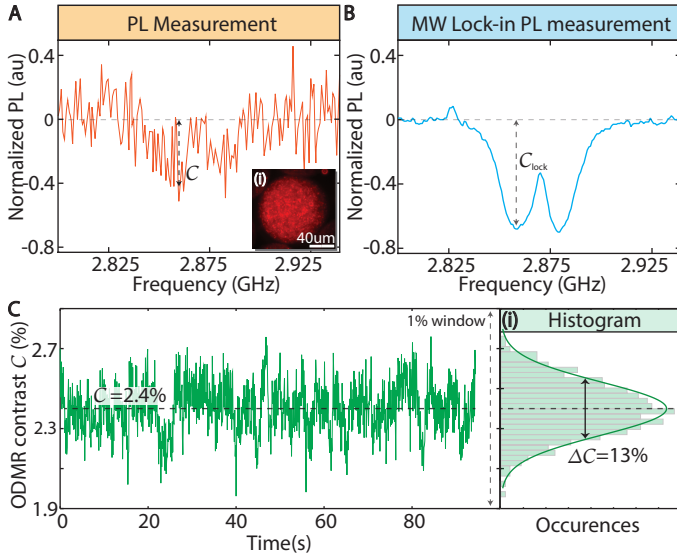 A
PL Measurement
Normalized PL (au)
0.4
0
-0.4
-0.8
C
(i)
40um
2.825
2.875
2.925
Frequency (GHz)
B
MW Lock-in PL measurement
Normalized PL (au)
0.4
0
-0.4
-0.8
Clock
2.825
2.875
2.925
Frequency (GHz)
C
ODMR contrast C (%)
2.7
2.3
1.9
C=2.4%
1% window
0
20
40
60
80
Time(s)
(i)
Histogram
ΔC=13%
Occurences